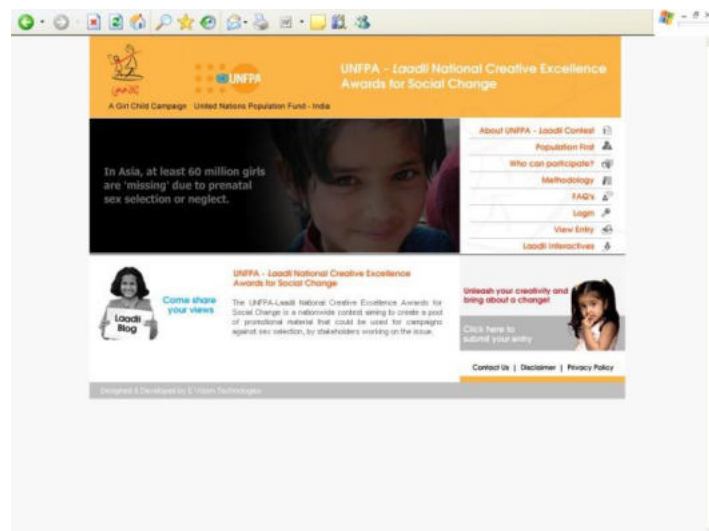 UNFPA
UNFPA - Laadli National Creative Excellence
Awards for Social Change
A Girl Child Campaign United Nations Population Fund - India
In Asia, at least 60 million girls
are 'missing' due to prenatal
sex selection or neglect.
About UNFPA - Laadli Contest
Population First
Who can participate?
Methodology
FAQ's
Login
View Entry
Laadli Interactives
Laadli
Blog
Come share
your views
UNFPA - Laadli National Creative Excellence
Awards for Social Change
The UNFPA-Laadli National Creative Excellence Awards for
Social Change is a nationwide contest aiming to create a pool
of promotional material that could be used for campaigns
against sex selection, by stakeholders working on the issue.
Unleash your creativity and
bring about a change!
Click here to
submit your entry
Contact Us | Disclaimer | Privacy Policy
Designed & Developed by E Vision Technologies